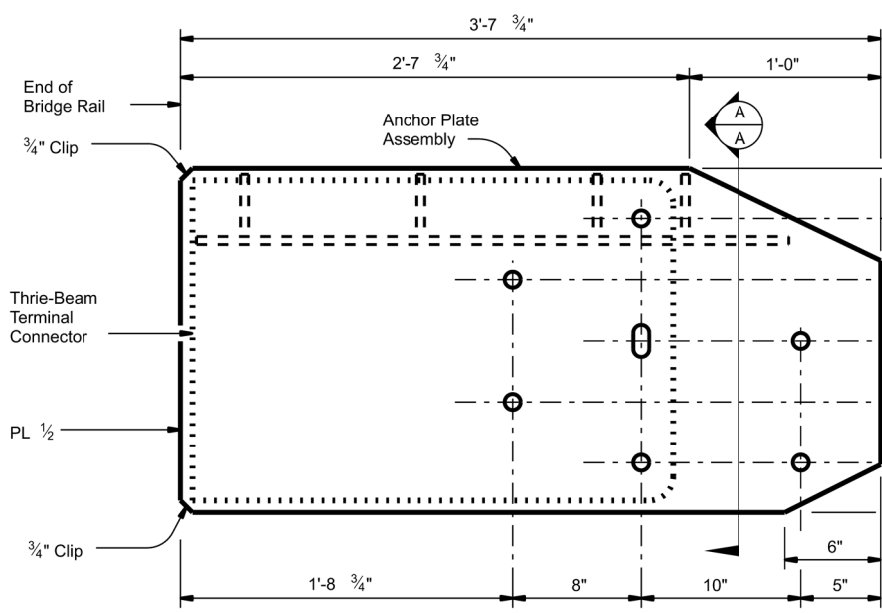 3'-7 ¾"
2'-7 ¾"
1'-0"
End of
Bridge Rail
¾" Clip
Anchor Plate
Assembly
A
A
Thrie-Beam
Terminal
Connector
PL ½
¾" Clip
6"
1'-8 ¾"
8"
10"
5"